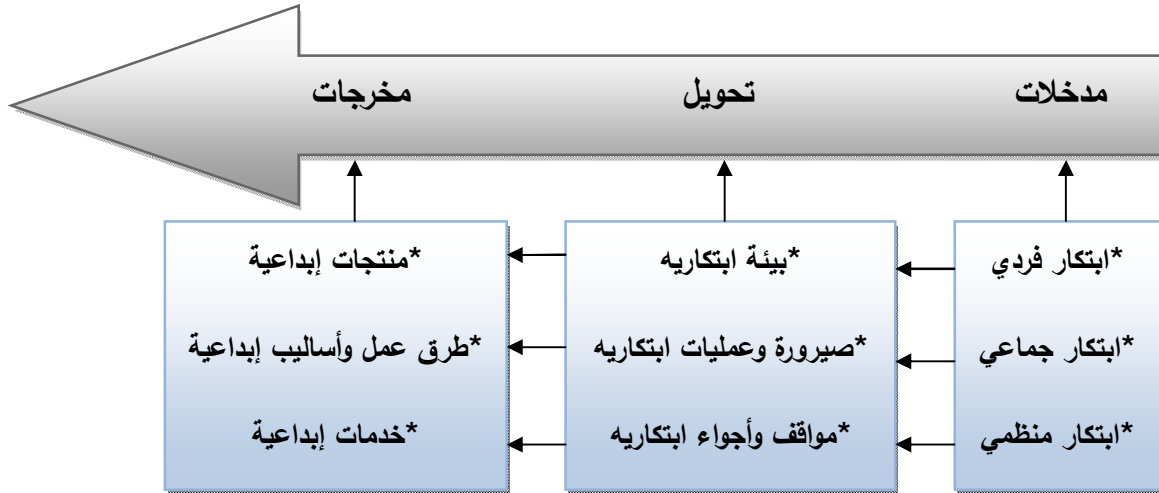 مدخلات
تحويل
مخرجات
*ابتكار فردي
*ابتكار جماعي
*ابتكار منظمي
*بيئة ابتكاريه
*صيرورة وعمليات ابتكاريه
*مواقف وأجواء ابتكاريه
*منتجات إبداعية
*طرق عمل وأساليب إبداعية
*خدمات إبداعية